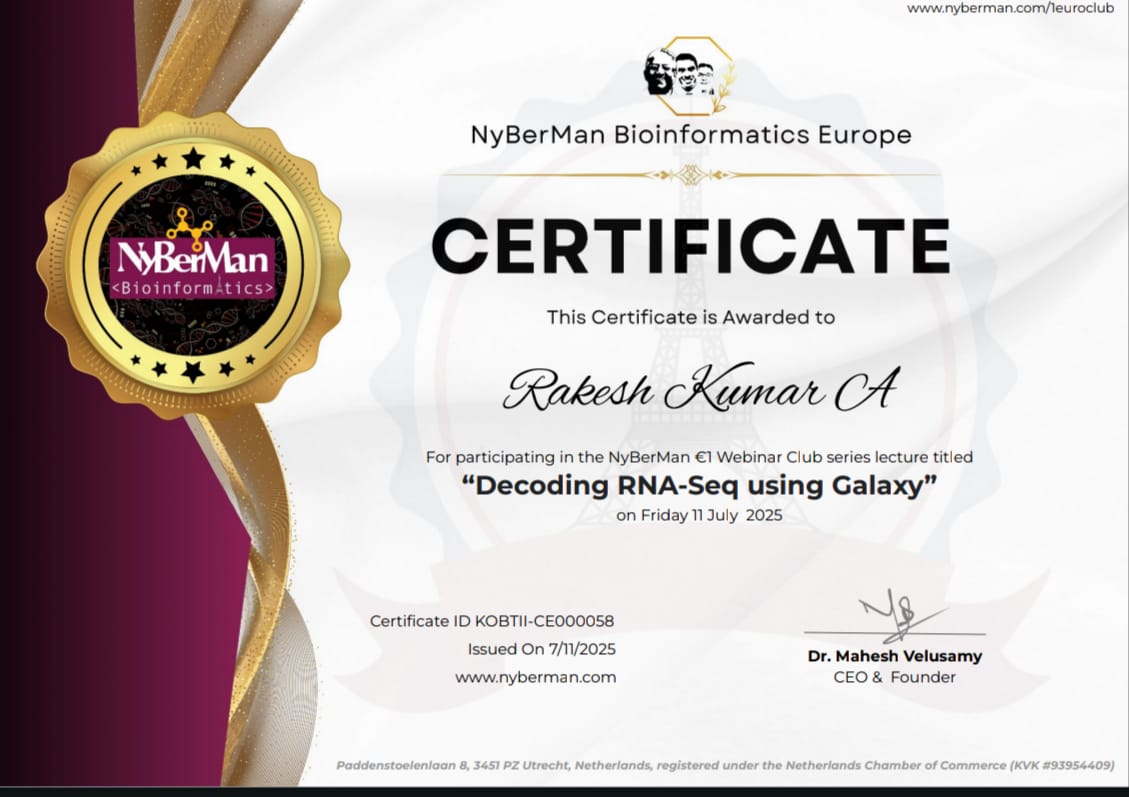 www.nyberman.com/1euroclub
NyBerMan Bioinformatics Europe
NyBerMan
<Bioinformatics>
CERTIFICATE
This Certificate is Awarded to
Rakesh Kumar A
For participating in the NyBerMan €1 Webinar Club series lecture titled
“Decoding RNA-Seq using Galaxy”
on Friday 11 July 2025
Certificate ID KOBTII-CE000058
Issued On 7/11/2025
www.nyberman.com
Dr. Mahesh Velusamy
CEO & Founder
Paddenstoelenlaan 8, 3451 PZ Utrecht, Netherlands, registered under the Netherlands Chamber of Commerce (KVK #93954409)